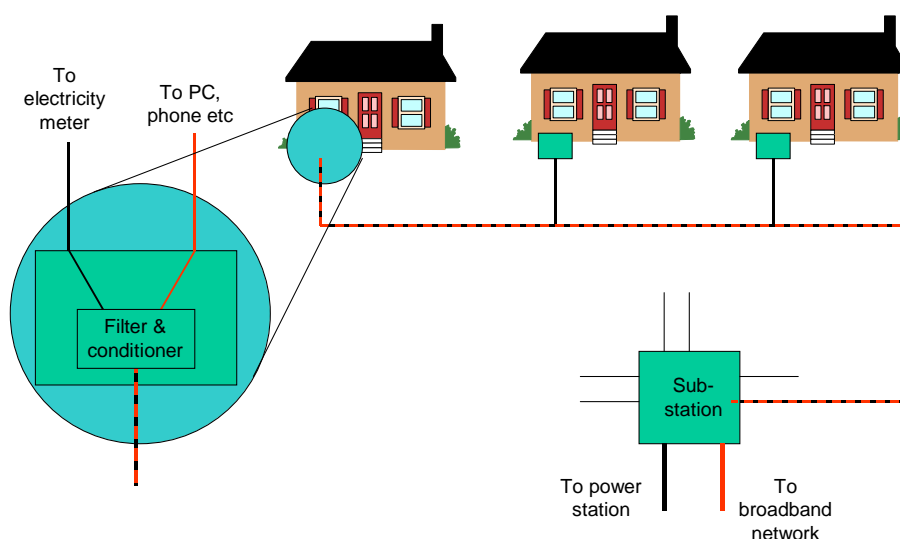 To
electricity
meter
To PC,
phone etc
Filter &
conditioner
Sub-
station
To power
station
To
broadband
network